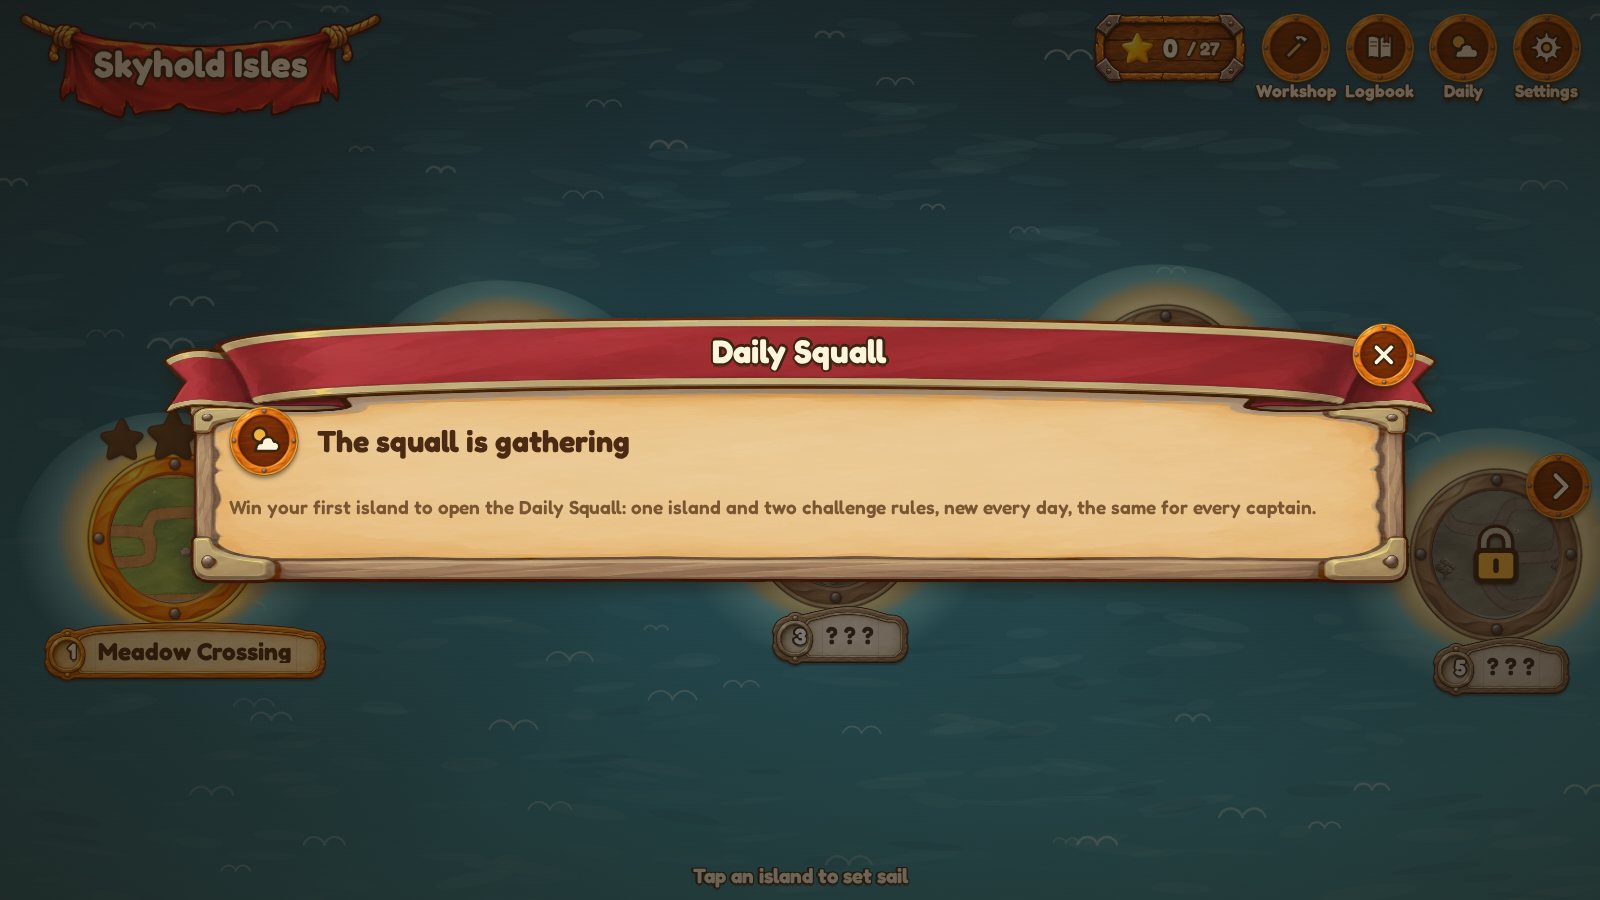 Skyhold Isles
0 / 27
Workshop
Logbook
Daily
Settings
Daily Squall
The squall is gathering
Win your first island to open the Daily Squall: one island and two challenge rules, new every day, the same for every captain.
1 Meadow Crossing
3 ? ? ?
5 ? ? ?
Tap an island to set sail